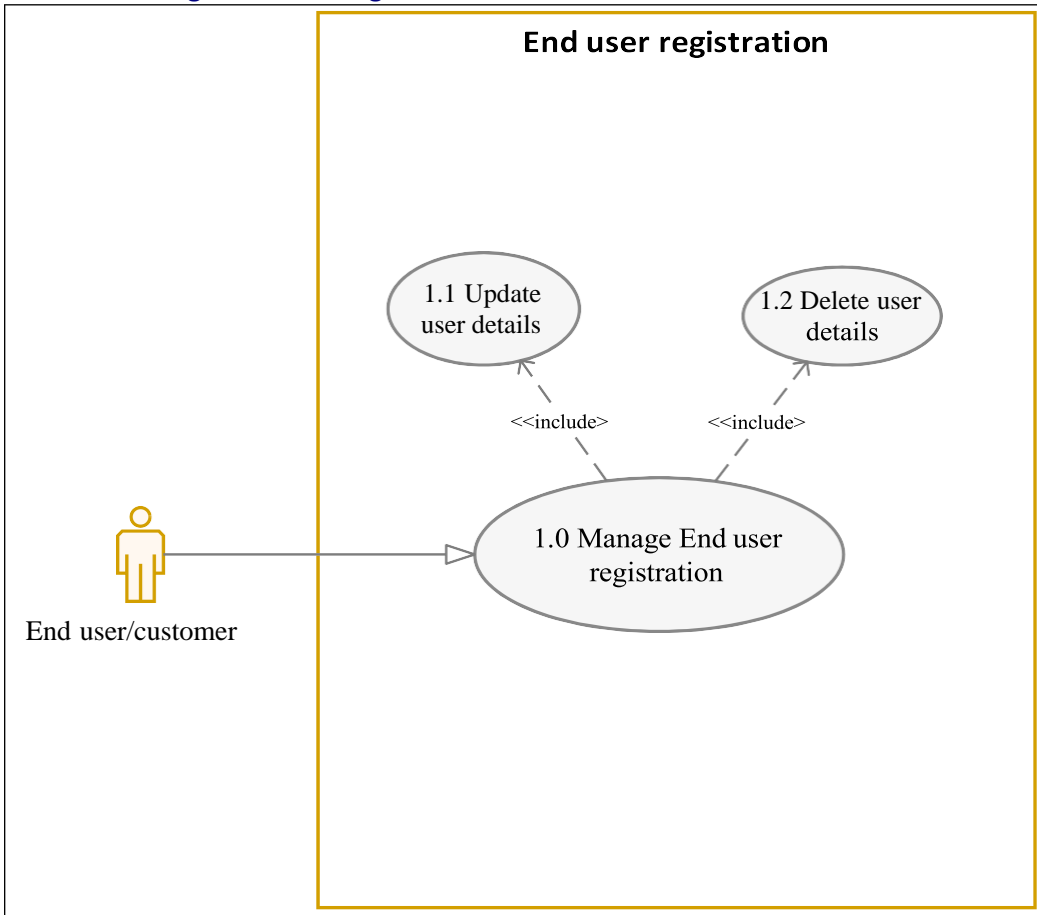 End user registration
1.1 Update
user details
1.2 Delete user
details
<<include>
<<include>
1.0 Manage End user
registration
End user/customer